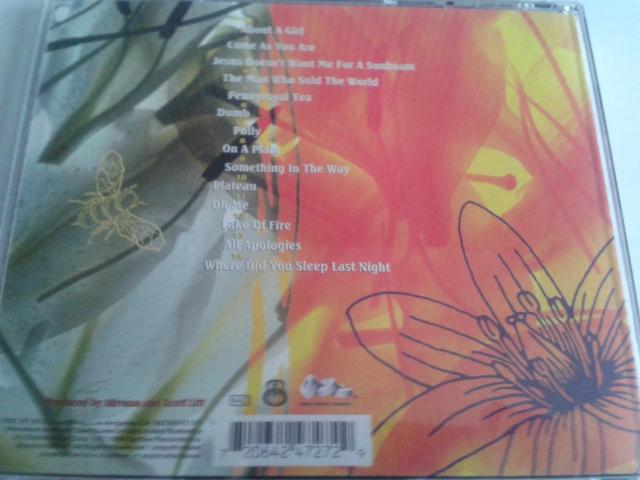 About A Girl
Come As You Are
Jesus Doesn't Want Me For A Sunbeam
The Man Who Sold The World
Pennyroyal Tea
Dumb
Polly
On A Plain
Something In The Way
Plateau
Oh Me
Lake Of Fire
All Apologies
Where Did You Sleep Last Night
Produced by Nirvana and Scott Litt
7 20642 47272 9